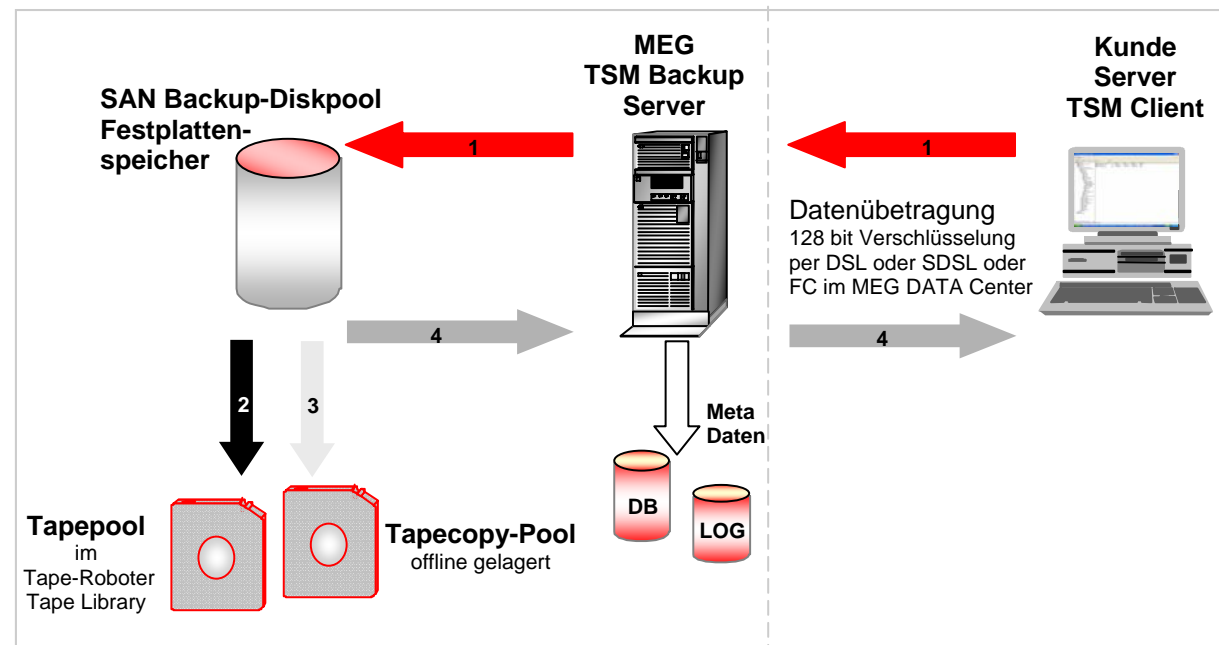 MEG
TSM Backup
Server
Kunde
Server
TSM Client
SAN Backup-Diskpool
Festplatten-
speicher
1
1
Datenübetragung
128 bit Verschlüsselung
per DSL oder SDSL oder
FC im MEG DATA Center
4
4
2
3
Meta
Daten
DB
LOG
Tapepool
im
Tape-Roboter
Tape Library
Tapecopy-Pool
offline gelagert